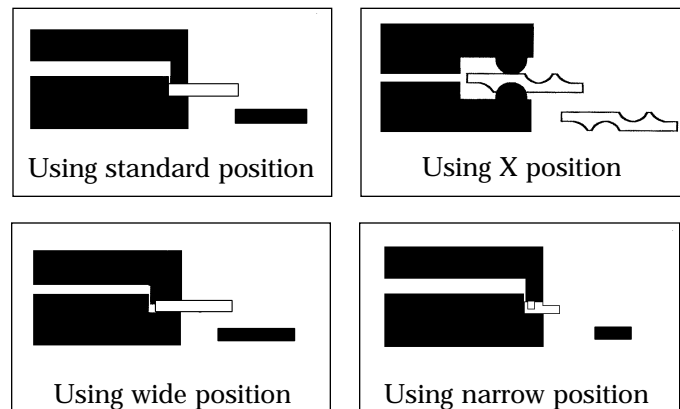 Using standard position
Using X position
Using wide position
Using narrow position